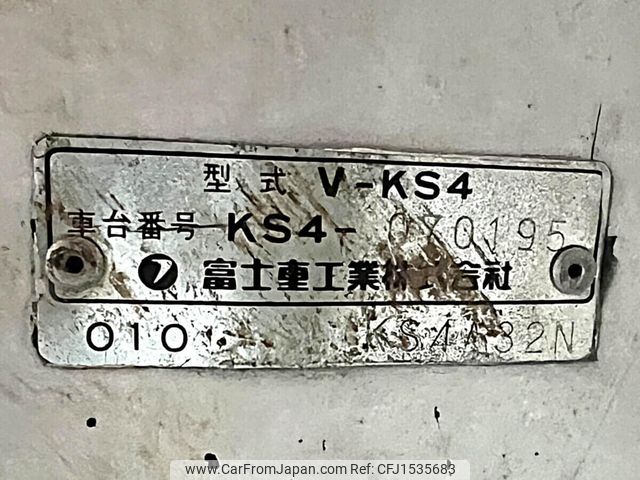 型式 V-KS4
車台番号 KS4-070195
フ 富士重工業株式会社
0101 KS4A32N
www.CarFromJapan.com CFJ1535683